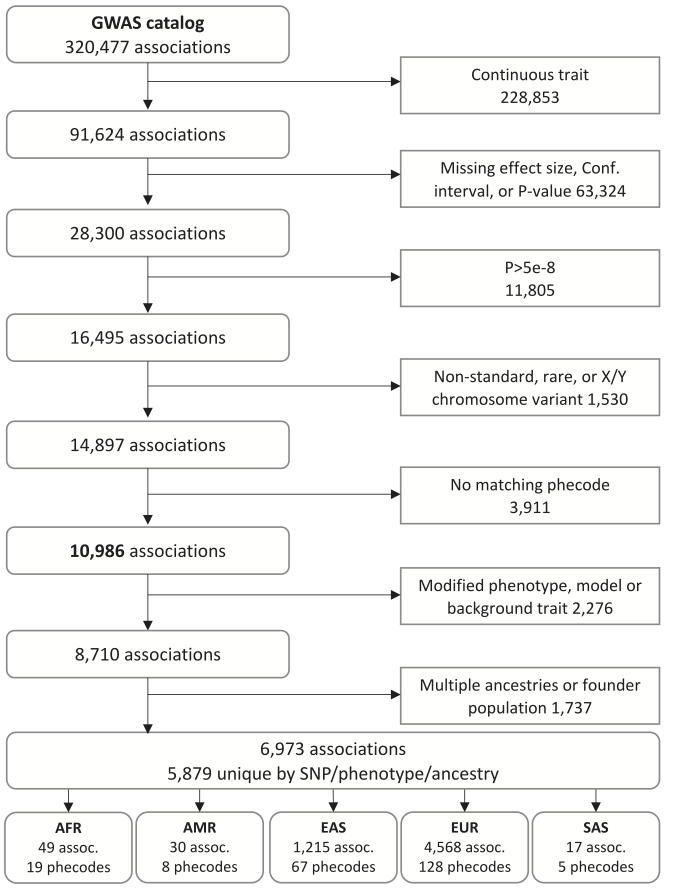 GWAS catalog
320,477 associations
Continuous trait
228,853
91,624 associations
Missing effect size, Conf.
interval, or P-value 63,324
28,300 associations
P>5e-8
11,805
16,495 associations
Non-standard, rare, or X/Y
chromosome variant 1,530
14,897 associations
No matching phecode
3,911
10,986 associations
Modified phenotype, model or
background trait 2,276
8,710 associations
Multiple ancestries or founder
population 1,737
6,973 associations
5,879 unique by SNP/phenotype/ancestry
AFR
49 assoc.
19 phecodes
AMR
30 assoc.
8 phecodes
EAS
1,215 assoc.
67 phecodes
EUR
4,568 assoc.
128 phecodes
SAS
17 assoc.
5 phecodes